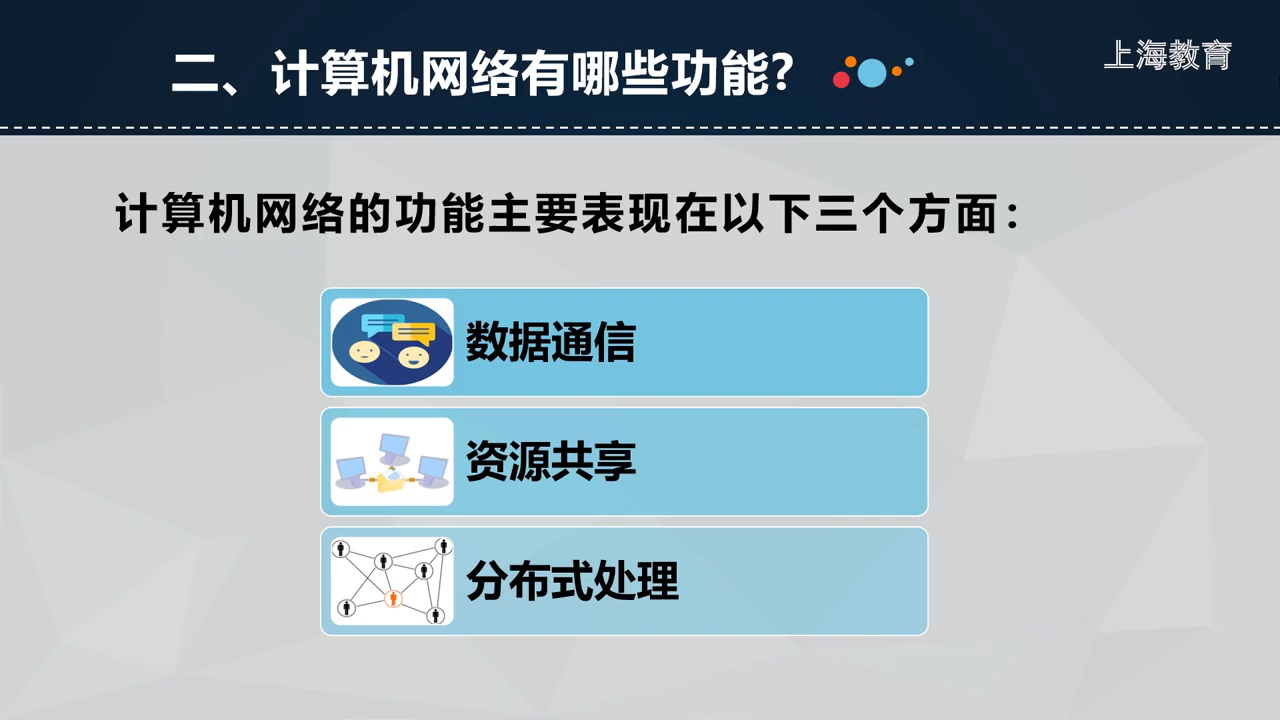 二、计算机网络有哪些功能?
上海教育
计算机网络的功能主要表现在以下三个方面：
数据通信
资源共享
分布式处理